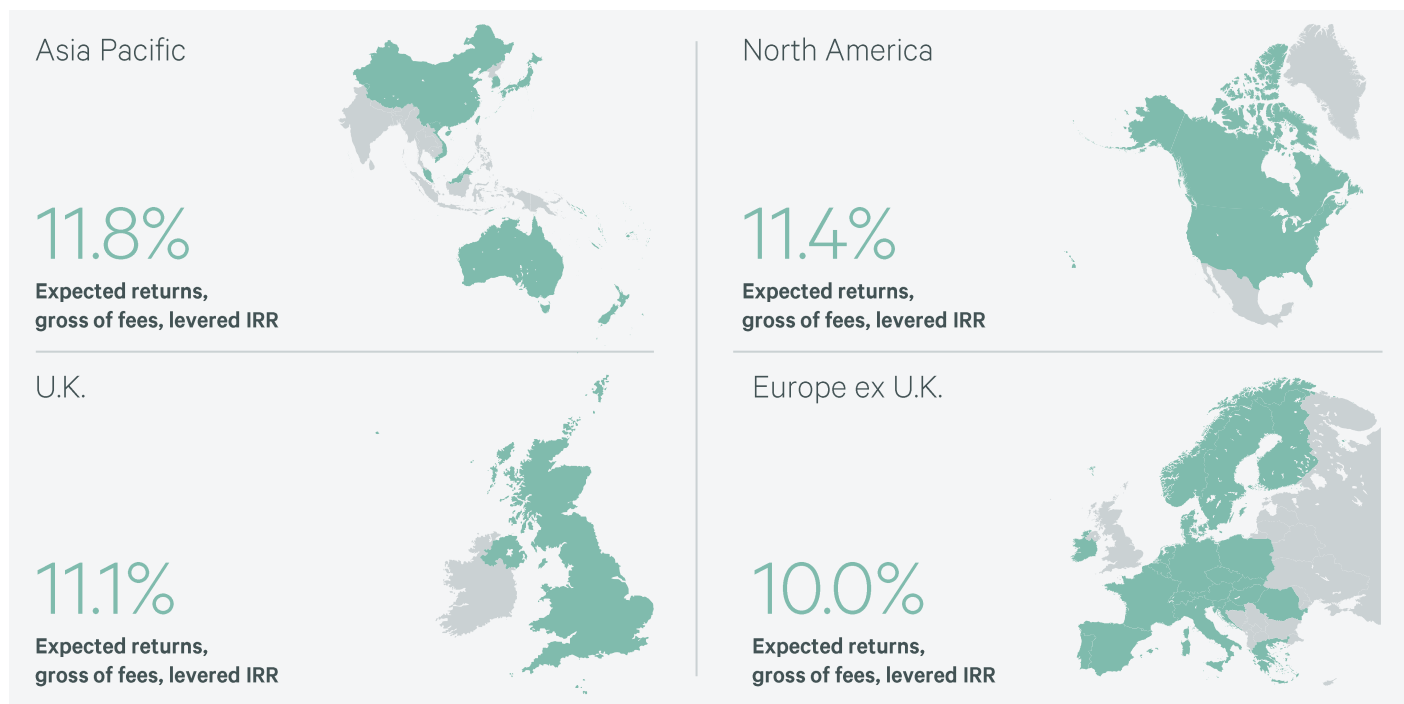 Asia Pacific
11.8%
Expected returns,
gross of fees, levered IRR
North America
11.4%
Expected returns,
gross of fees, levered IRR
U.K.
11.1%
Expected returns,
gross of fees, levered IRR
Europe ex U.K.
10.0%
Expected returns,
gross of fees, levered IRR